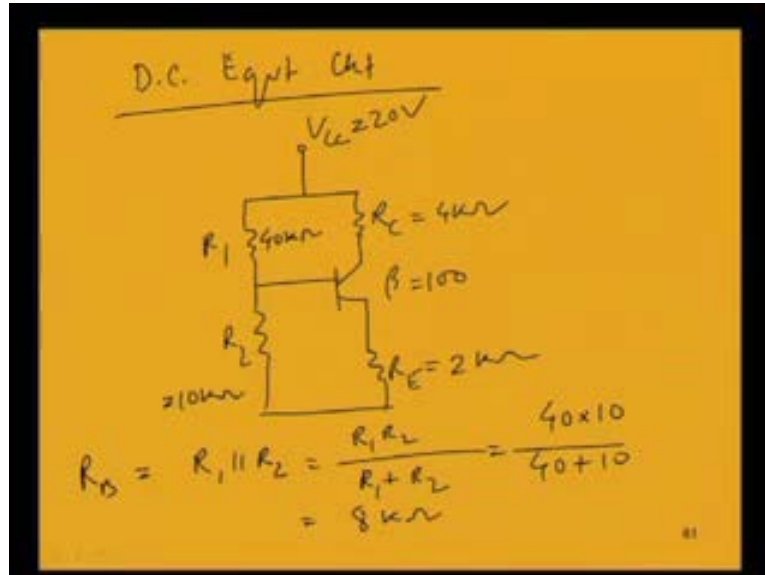 D.C. Eqvt Ckt
Vcc = 20V
R1 40kΩ
RC = 4kΩ
β = 100
R2
= 10kΩ
RE = 2kΩ
RB = R1 || R2 = R1R2 / R1 + R2 = 40×10 / 40+10
= 8kΩ